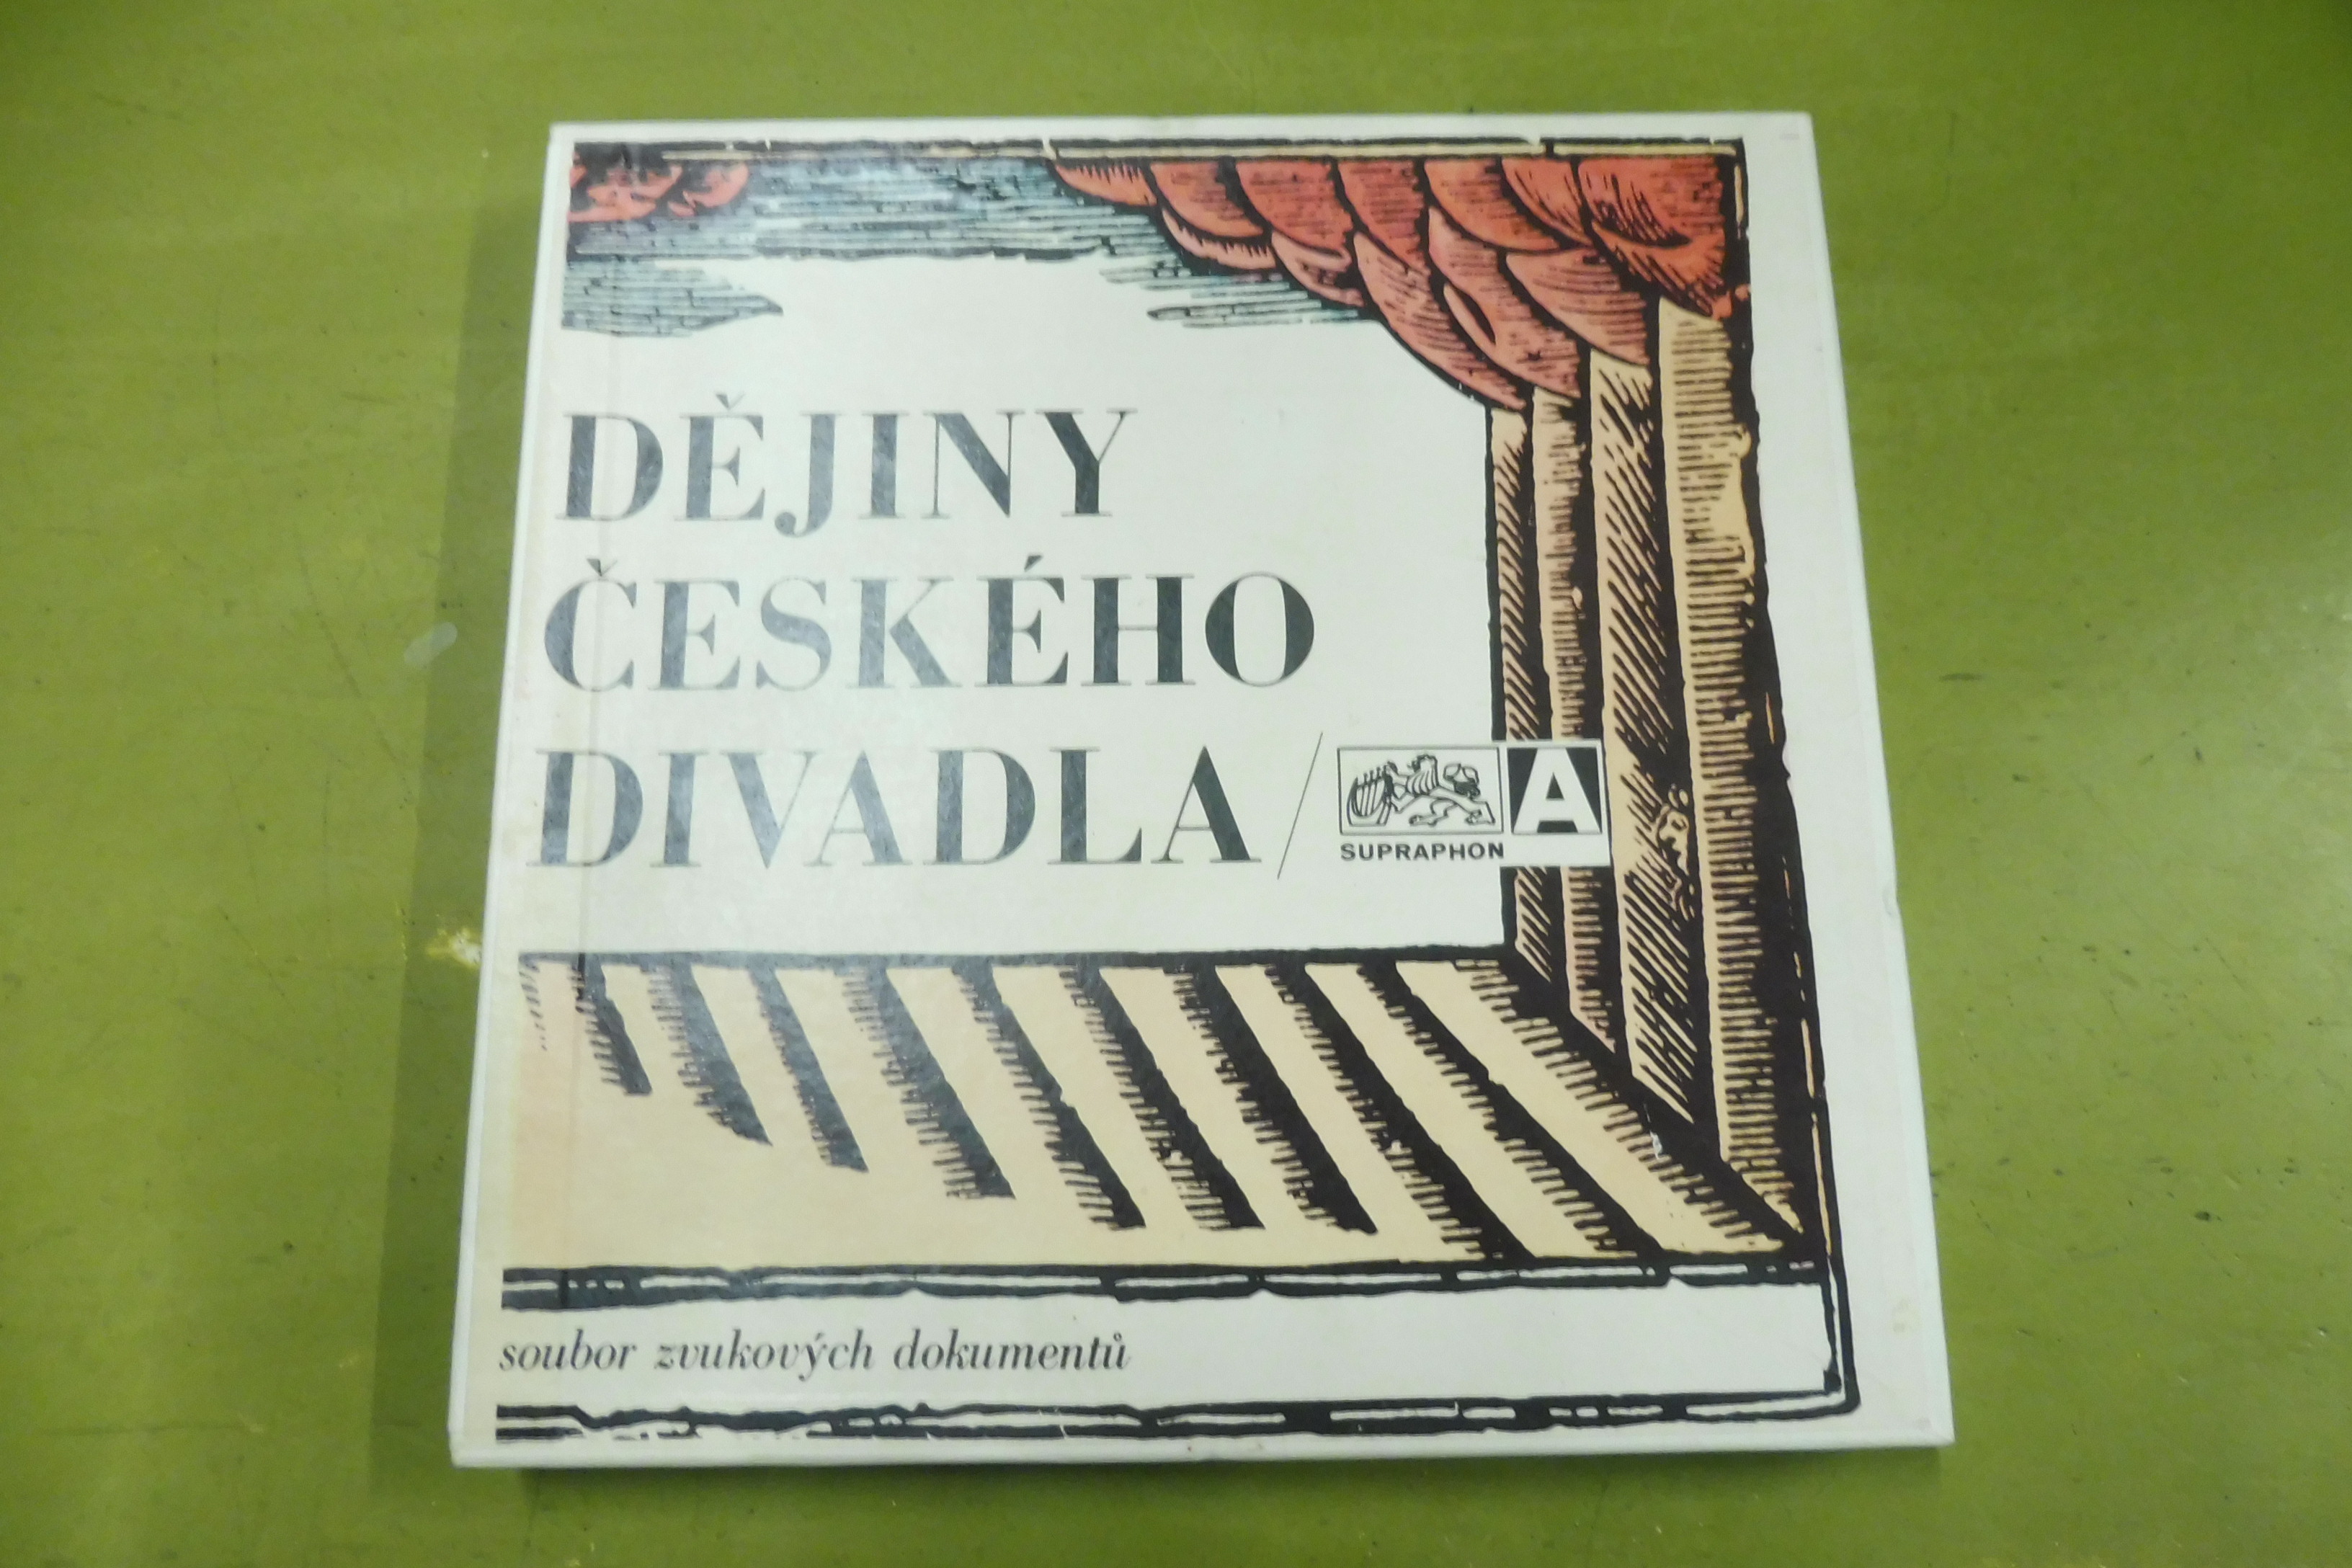 DĚJINY
ČESKÉHO
DIVADLA/
A
SUPRAPHON
soubor zvukových dokumentů